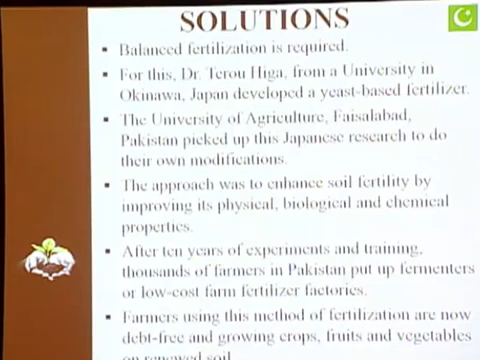 SOLUTIONS
Balanced fertilization is required.
For this, Dr. Terou Higa, from a University in
Okinawa, Japan developed a yeast-based fertilizer.
The University of Agriculture, Faisalabad,
Pakistan picked up this Japanese research to do
their own modifications.
The approach was to enhance soil fertility by
improving its physical, biological and chemical
properties.
After ten years of experiments and training,
thousands of farmers in Pakistan put up fermenters
or low-cost farm fertilizer factories.
Farmers using this method of fertilization are now
debt-free and growing crops, fruits and vegetables
on renewed soil